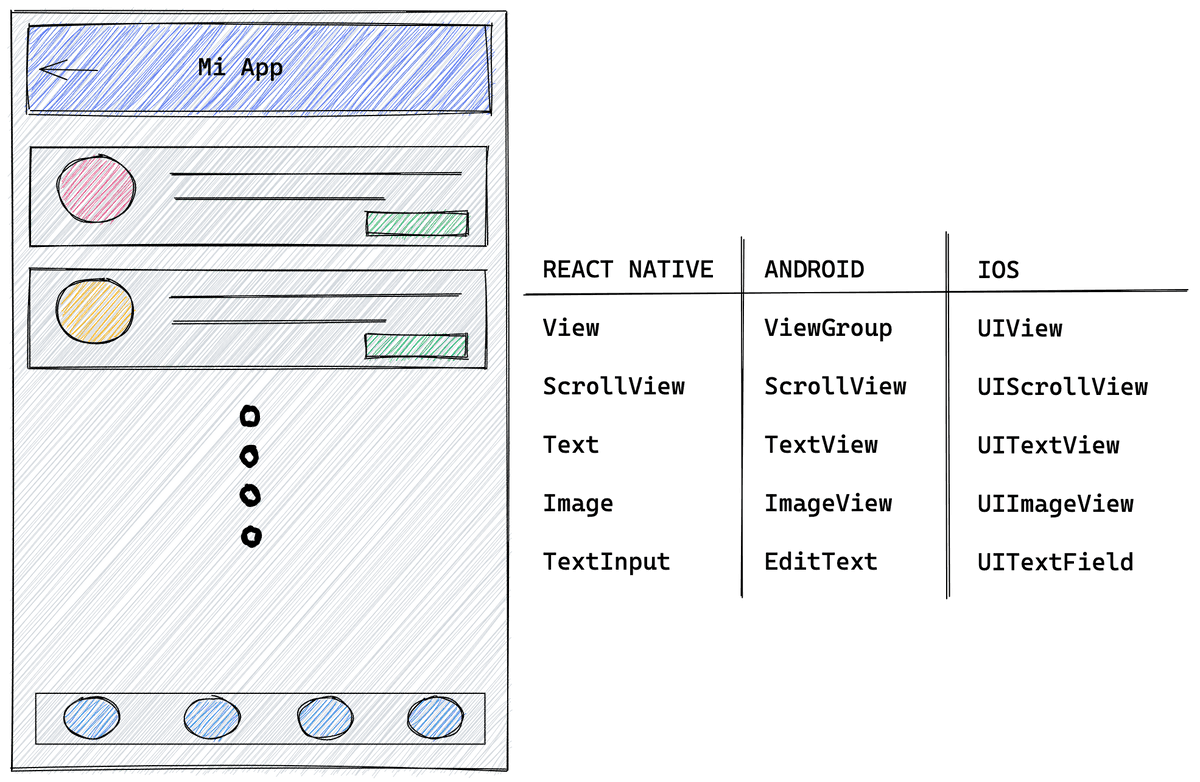 Mi App
REACT NATIVE ANDROID IOS
View ViewGroup UIView
ScrollView ScrollView UIScrollView
Text TextView UITextView
Image ImageView UIImageView
TextInput EditText UITextField